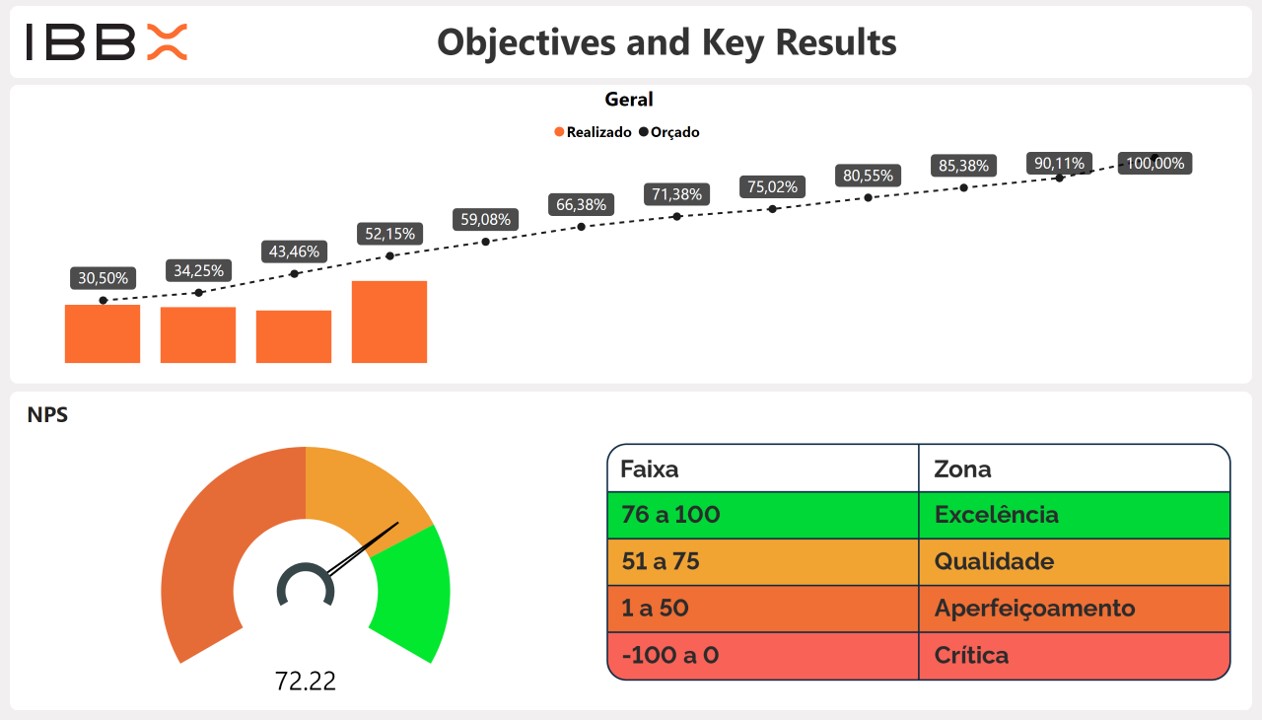 IBBX
Objectives and Key Results
Geral
Realizado Orçado
30,50%
34,25%
43,46%
52,15%
59,08%
66,38%
71,38%
75,02%
80,55%
85,38%
90,11%
100,00%
NPS
72.22
Faixa Zona
76 a 100 Excelência
51 a 75 Qualidade
1 a 50 Aperfeiçoamento
-100 a 0 Crítica